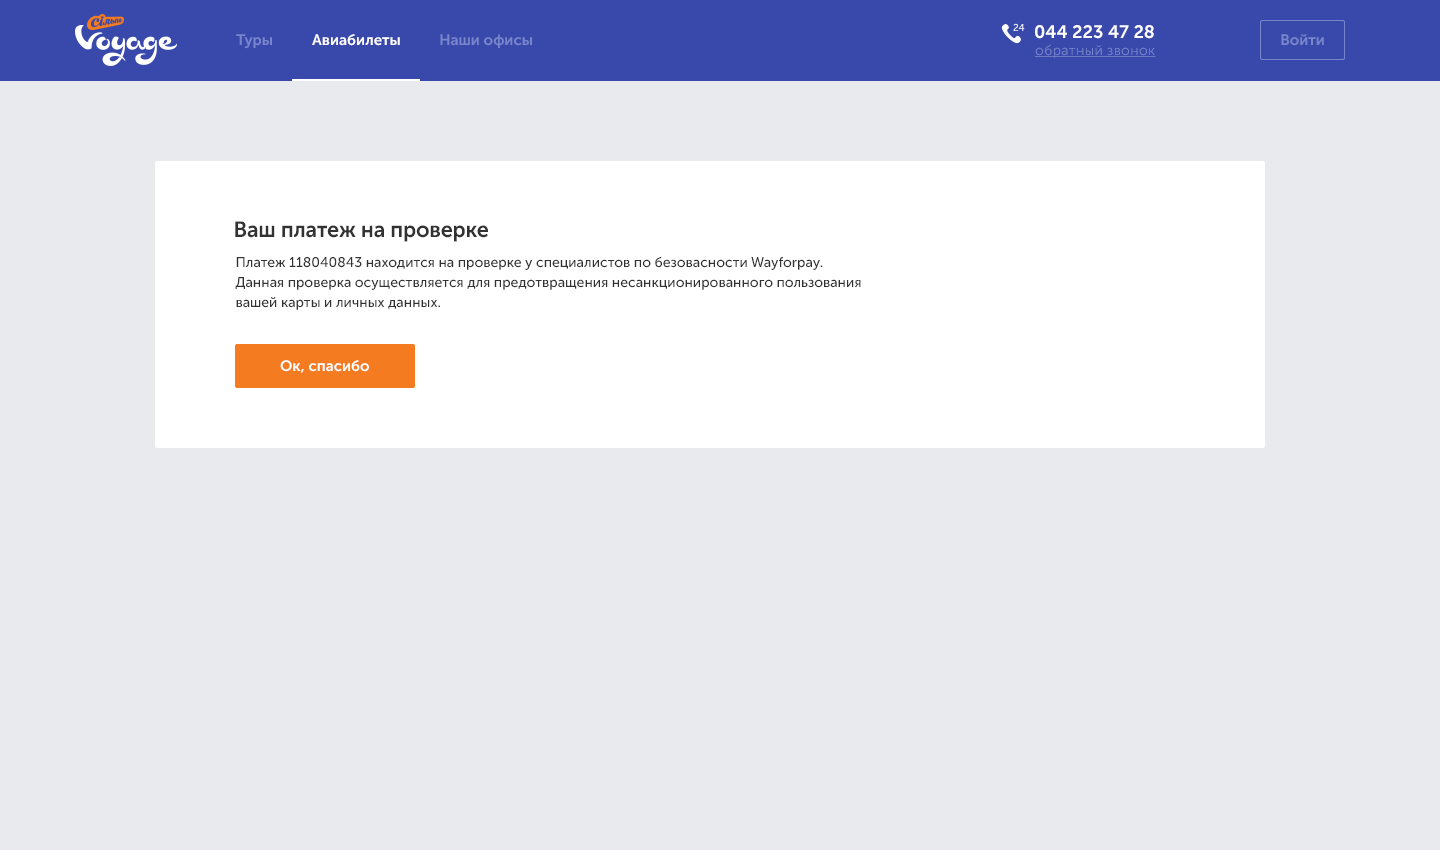 Сільпо
Voyage
Туры
Авиабилеты
Наши офисы
24
044 223 47 28
обратный звонок
Войти
Ваш платеж на проверке
Платеж 118040843 находится на проверке у специалистов по безовасности Wayforpay.
Данная проверка осуществляется для предотвращения несанкционированного пользования
вашей карты и личных данных.
Ок, спасибо